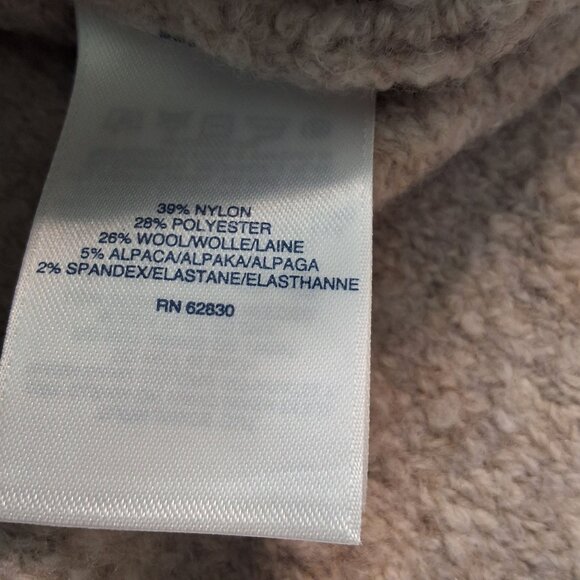 39% NYLON
28% POLYESTER
26% WOOL/WOLLE/LAINE
5% ALPACA/ALPAKA/ALPAGA
2% SPANDEX/ELASTANE/ELASTHANNE
RN 62830